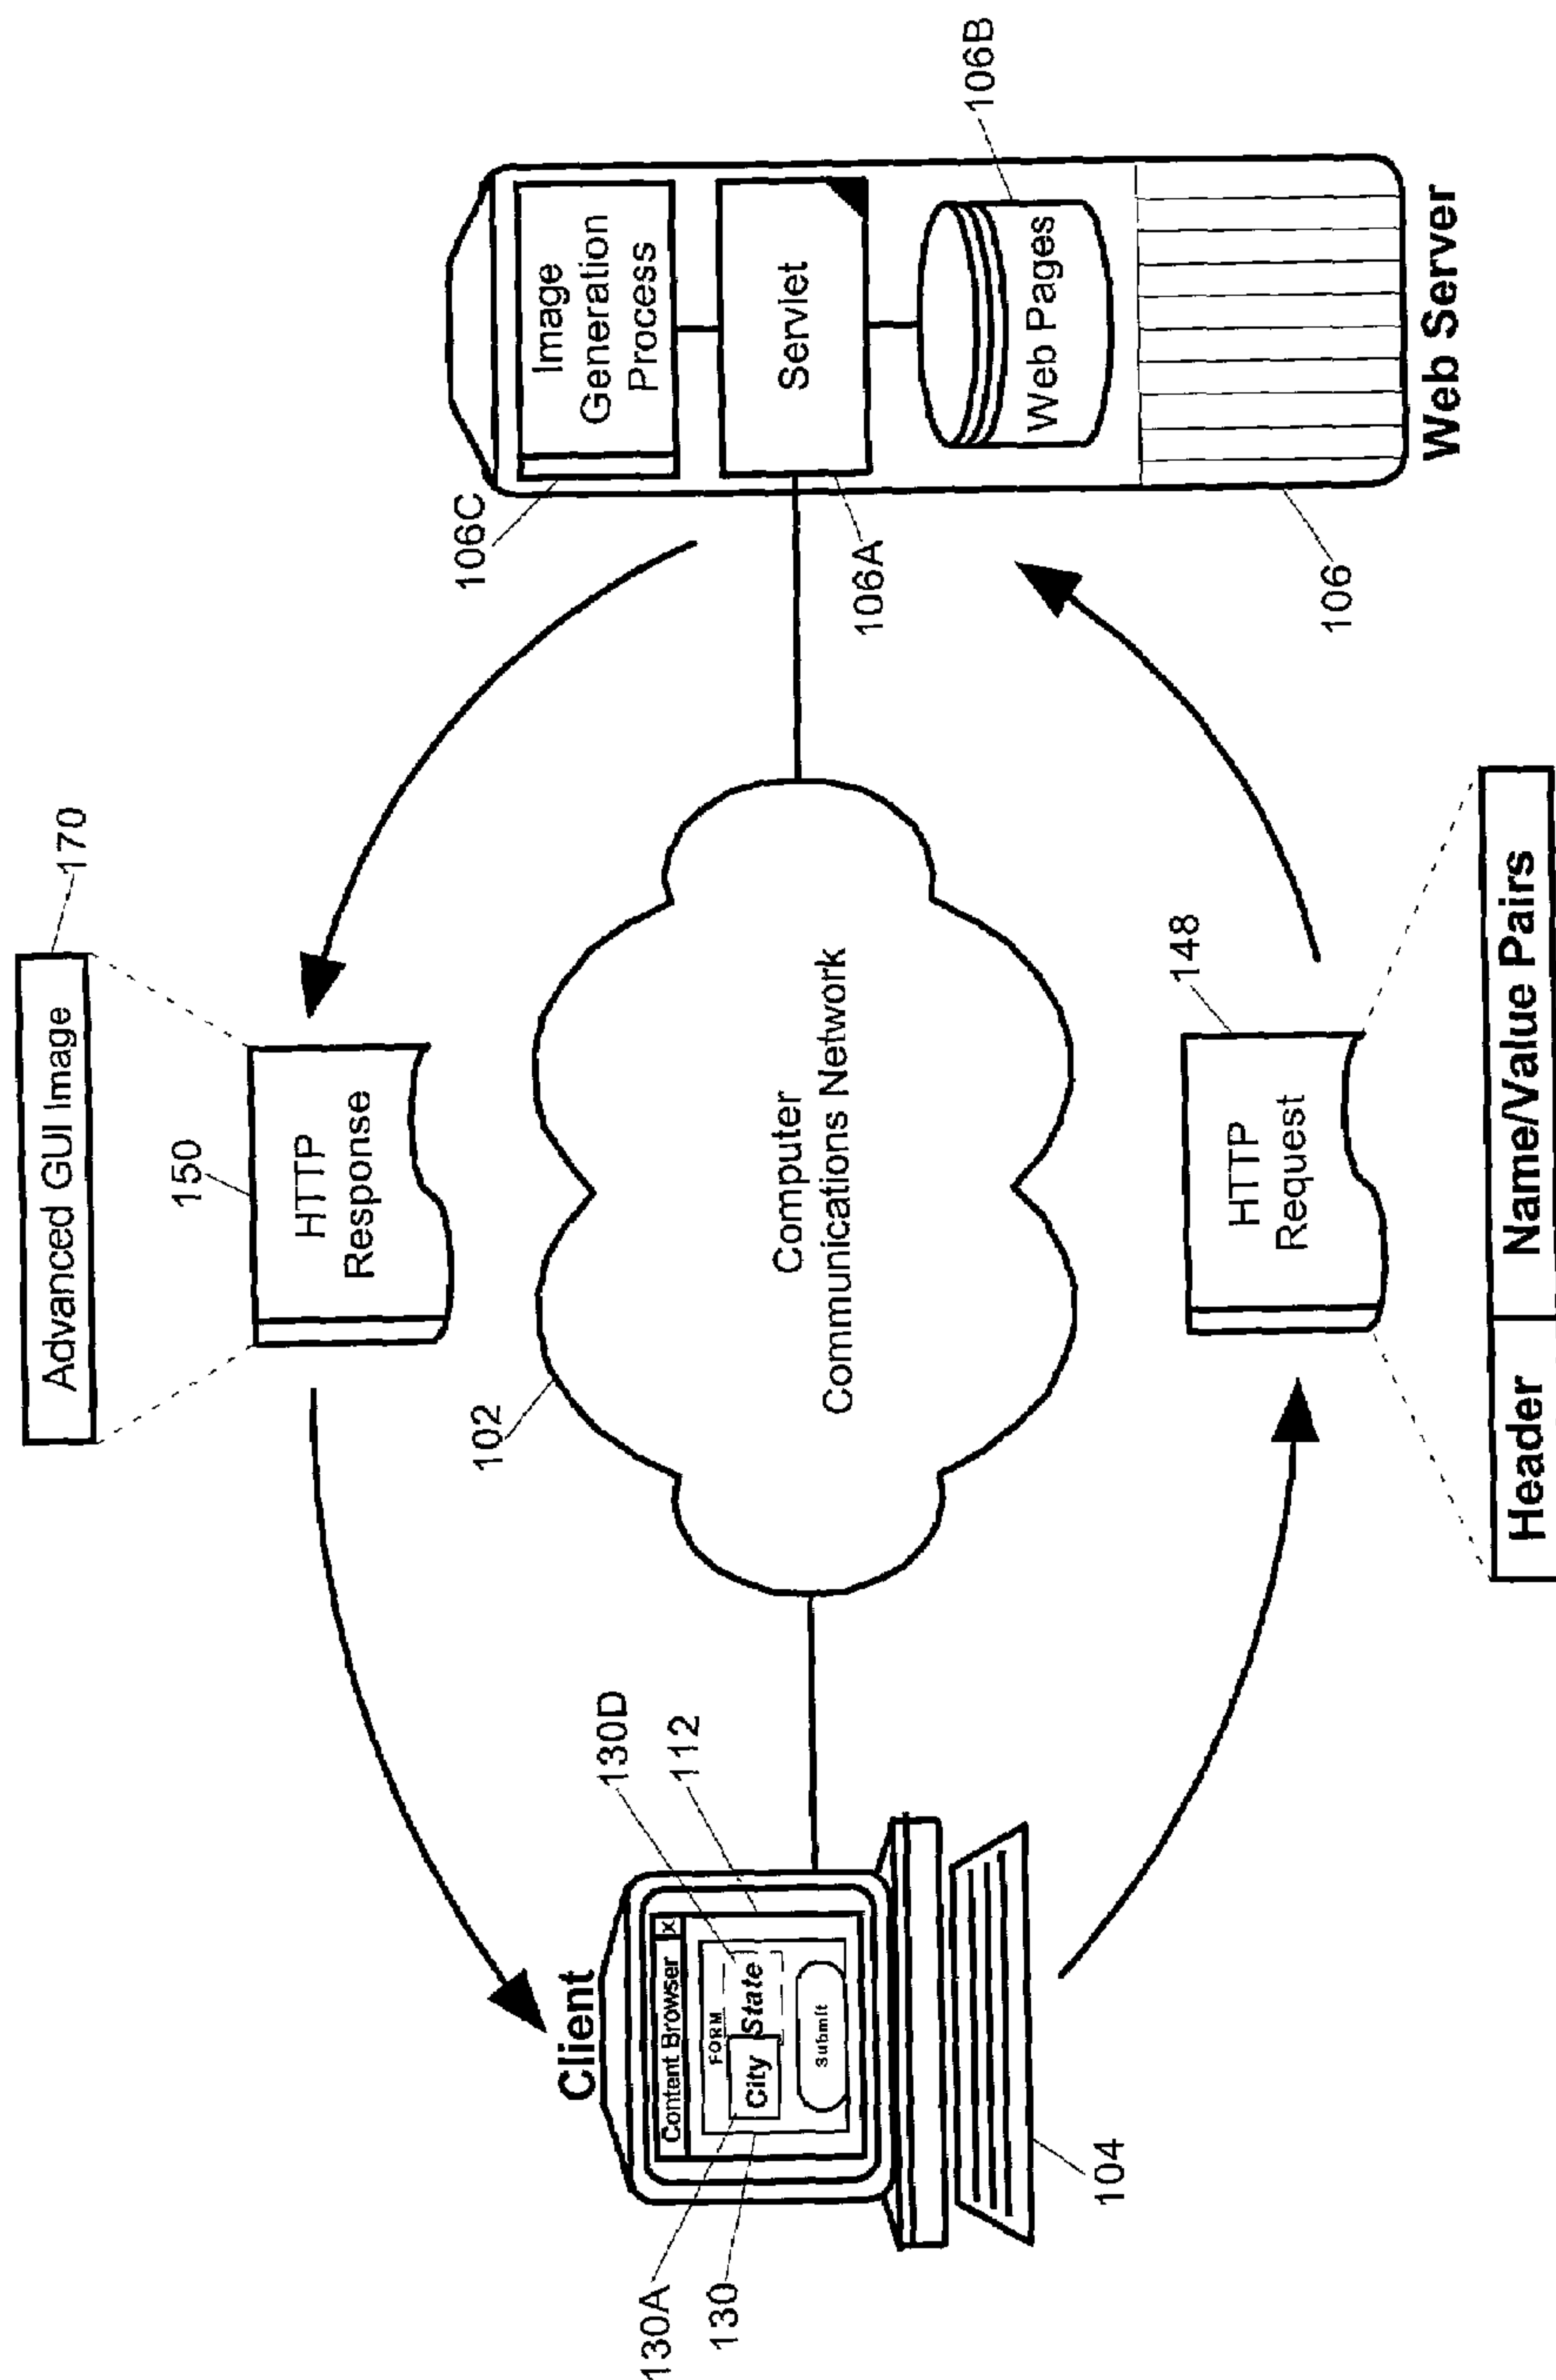 Advanced GUI Image
170
150
HTTP
Response
102
Computer
Communications Network
148
HTTP
Request
Header
Name/Value Pairs
Client
130D
112
Content Browser
X
FORM
City
State
Submit
130A
130
104
106C
Image
Generation
Process
106A
Servlet
106B
Web Pages
106
Web Server